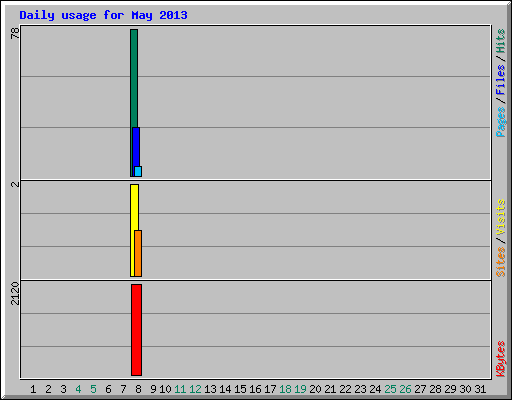 Daily usage for May 2013
78
2
2120
Pages/Files/Hits
Sites/Visits
KBytes
1 2 3 4 5 6 7 8 9 10 11 12 13 14 15 16 17 18 19 20 21 22 23 24 25 26 27 28 29 30 31